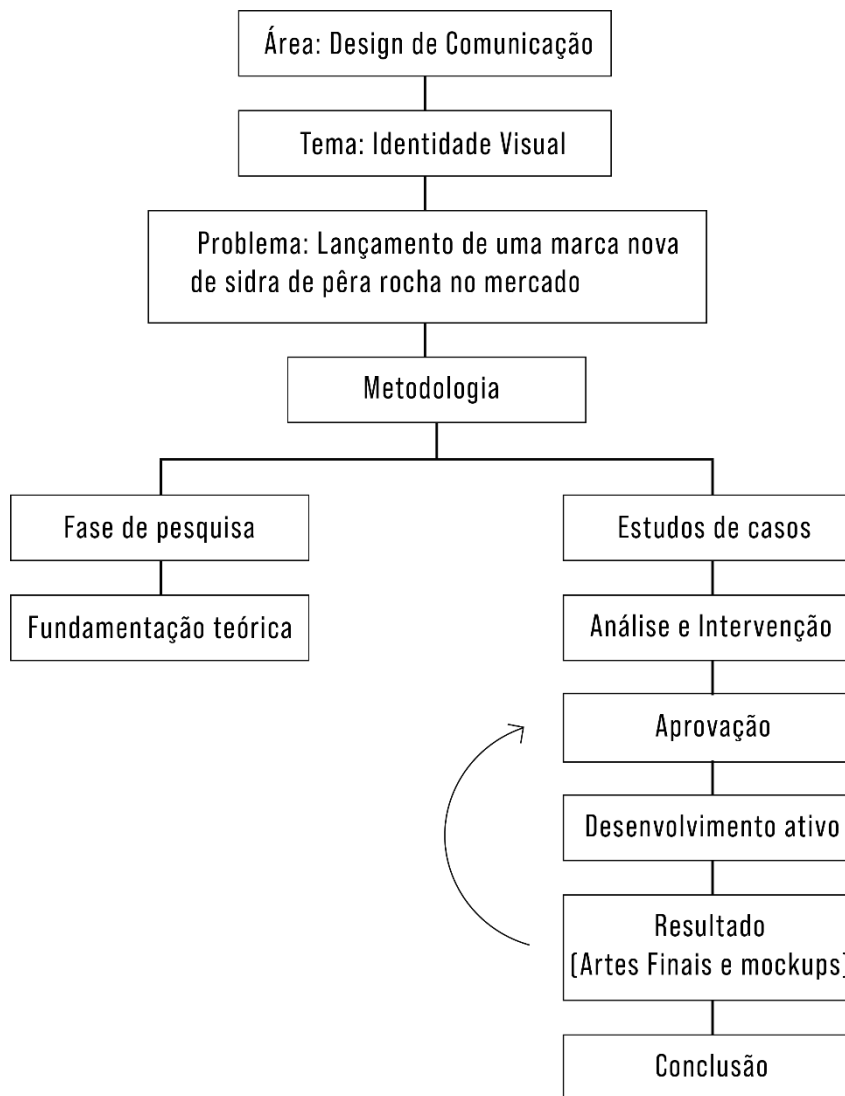 Área: Design de Comunicação
Tema: Identidade Visual
Problema: Lançamento de uma marca nova
de sidra de pêra rocha no mercado
Metodologia
Fase de pesquisa
Fundamentação teórica
Estudos de casos
Análise e Intervenção
Aprovação
Desenvolvimento ativo
Resultado
(Artes Finais e mockups)
Conclusão